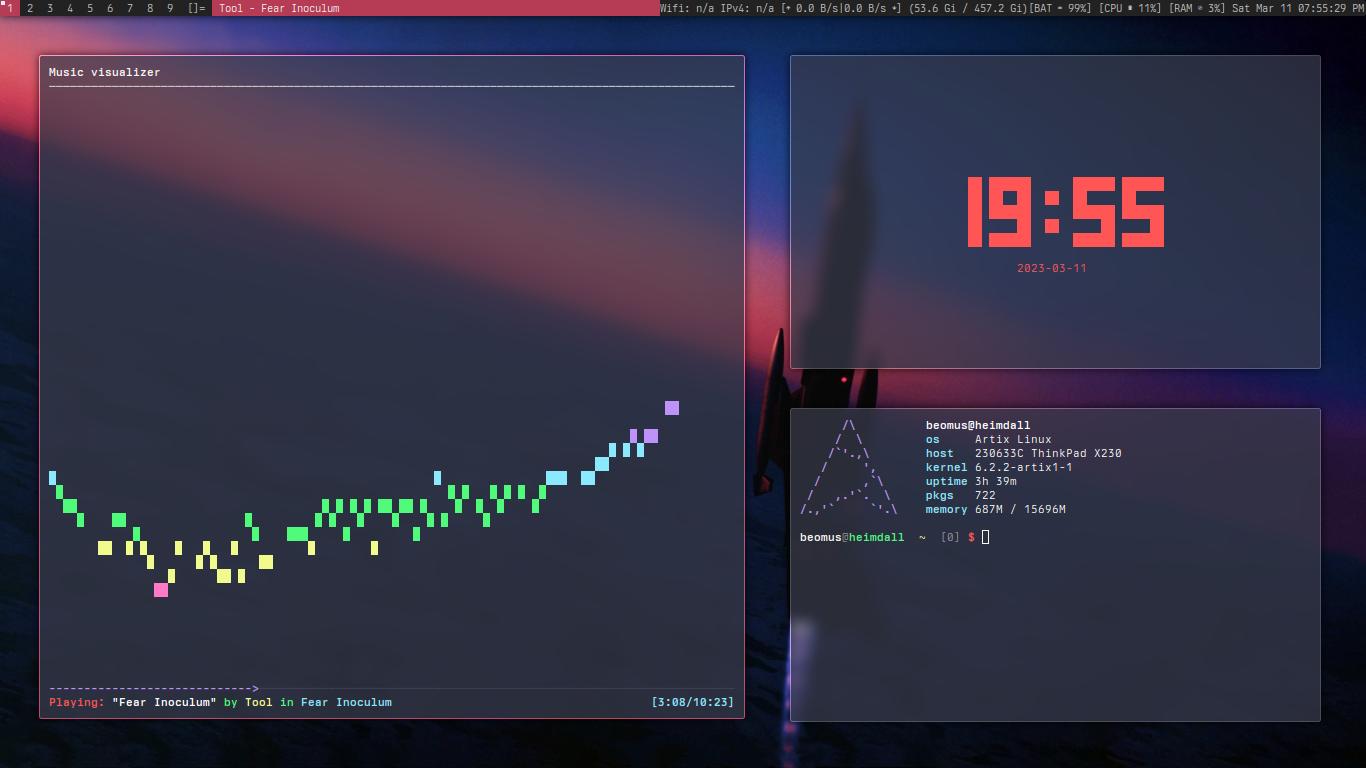 1 2 3 4 5 6 7 8 9 []= Tool - Fear Inoculum Wifi: n/a IPv4: n/a [ 0.0 B/s|0.0 B/s ] (53.6 Gi / 457.2 Gi)[BAT 99%] [CPU 11%] [RAM 3%] Sat Mar 11 07:55:29 PM
Music visualizer
19:55
2023-03-11
beomus@heimdall
os Artix Linux
host 230633C ThinkPad X230
kernel 6.2.2-artix1-1
uptime 3h 39m
pkgs 722
memory 687M / 15696M
beomus@heimdall ~ [0] $
Playing: "Fear Inoculum" by Tool in Fear Inoculum [3:08/10:23]